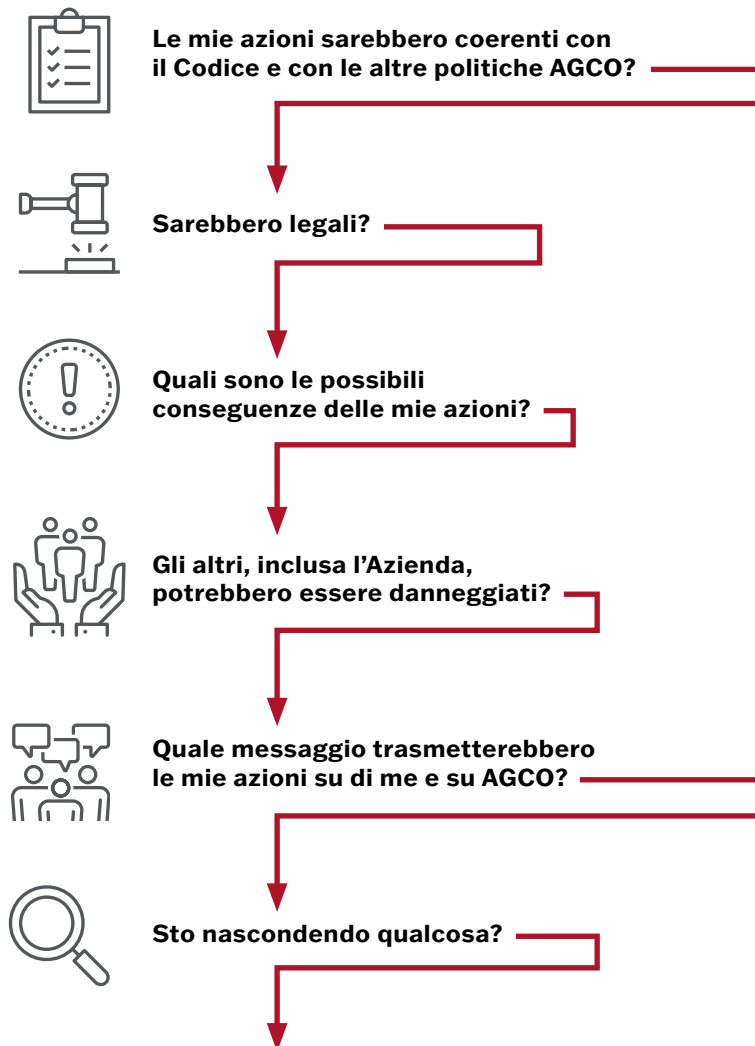 Le mie azioni sarebbero coerenti con
il Codice e con le altre politiche AGCO?
Sarebbero legali?
Quali sono le possibili
conseguenze delle mie azioni?
Gli altri, inclusa l’Azienda,
potrebbero essere danneggiati?
Quale messaggio trasmetterebbero
le mie azioni su di me e su AGCO?
Sto nascondendo qualcosa?